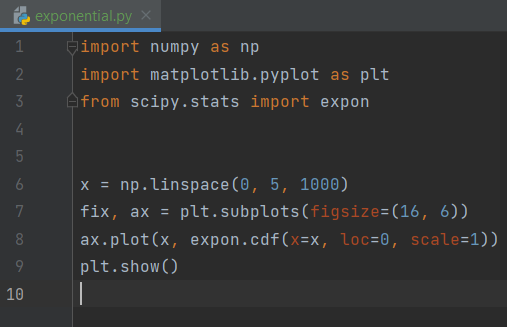 exponential.py
1 import numpy as np
2 import matplotlib.pyplot as plt
3 from scipy.stats import expon
4
5
6 x = np.linspace(0, 5, 1000)
7 fix, ax = plt.subplots(figsize=(16, 6))
8 ax.plot(x, expon.cdf(x=x, loc=0, scale=1))
9 plt.show()
10